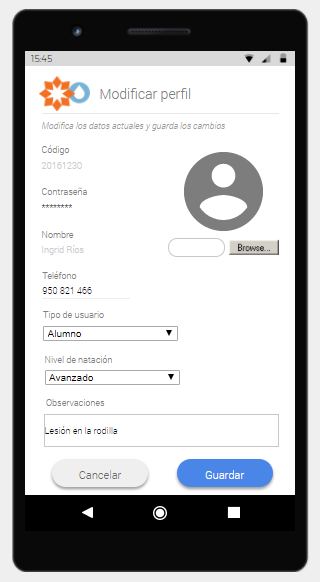 15:45
Modificar perfil
Modifica los datos actuales y guarda los cambios
Código
20161230
Contraseña
********
Nombre
Ingrid Ríos
Browse...
Teléfono
950 821 466
Tipo de usuario
Alumno
Nivel de natación
Avanzado
Observaciones
Lesión en la rodilla
Cancelar
Guardar